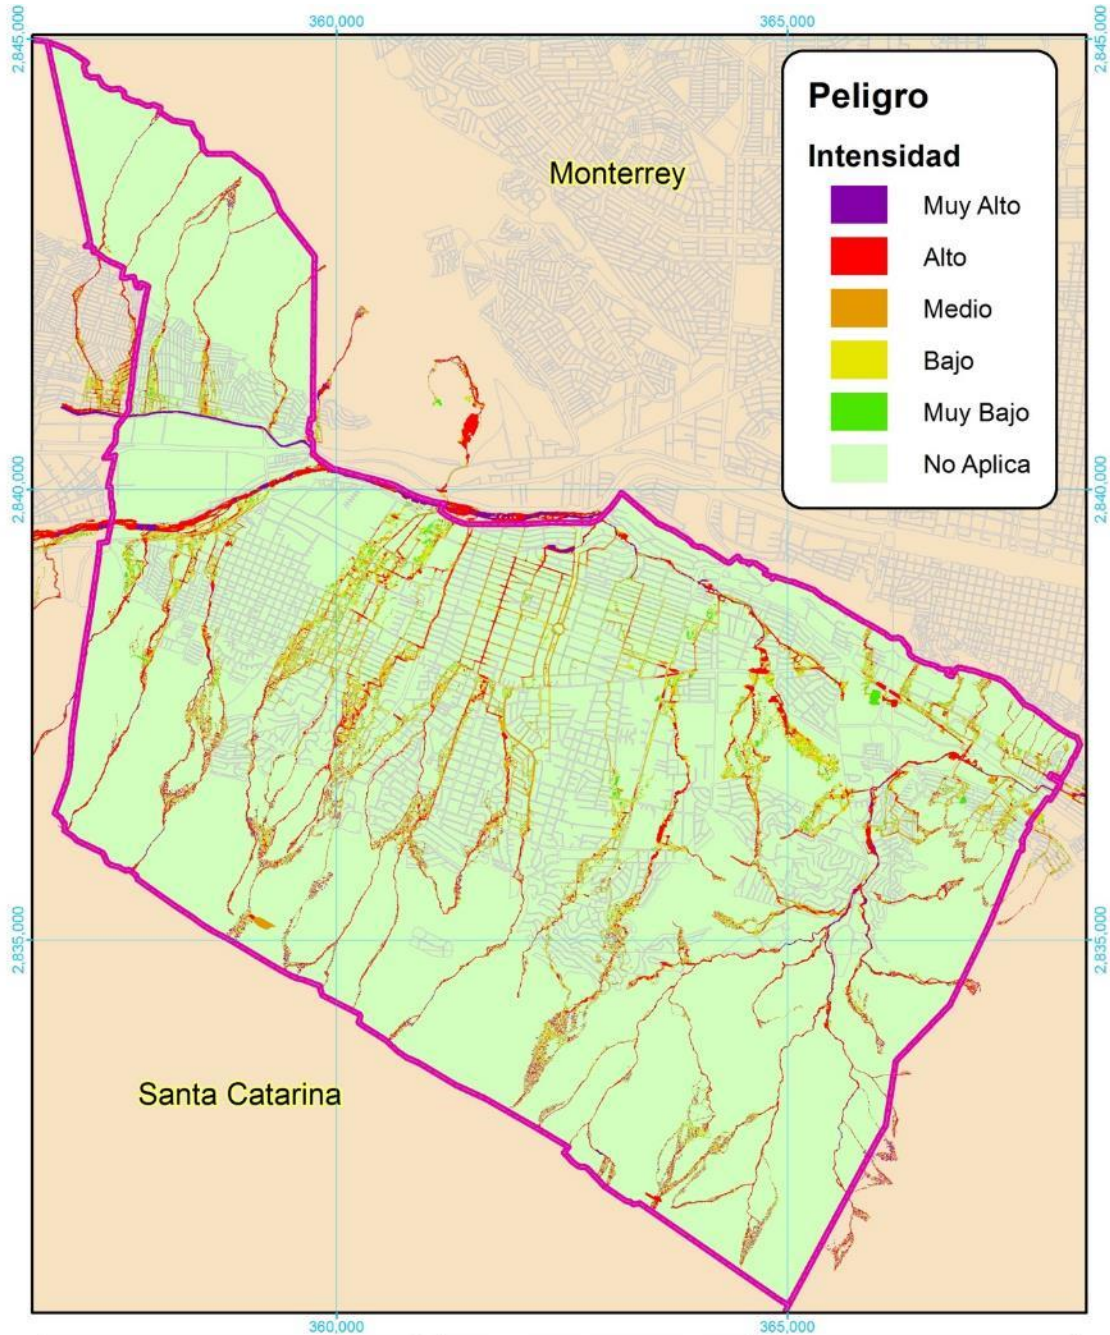 360,000
365,000
2,845,000
2,845,000
Peligro
Intensidad
Muy Alto
Alto
Medio
Bajo
Muy Bajo
No Aplica
Monterrey
2,840,000
2,840,000
2,835,000
2,835,000
Santa Catarina
360,000
365,000